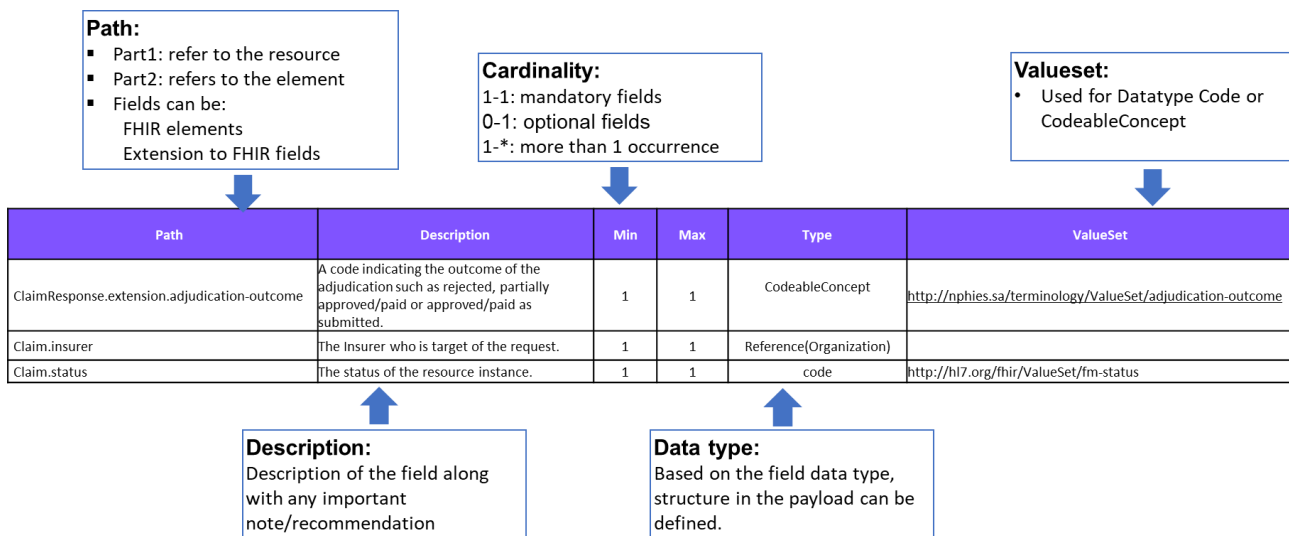 Path:
▪ Part1: refer to the resource
▪ Part2: refers to the element
▪ Fields can be:
FHIR elements
Extension to FHIR fields
Cardinality:
1-1: mandatory fields
0-1: optional fields
1-*: more than 1 occurrence
Valueset:
• Used for Datatype Code or
CodeableConcept
Path Description Min Max Type ValueSet
ClaimResponse.extension.adjudication-outcome
A code indicating the outcome of the
adjudication such as rejected, partially
approved/paid or approved/paid as
submitted.
1 1 CodeableConcept http://nphies.sa/terminology/ValueSet/adjudication-outcome
Claim.insurer The Insurer who is target of the request. 1 1 Reference(Organization)
Claim.status The status of the resource instance. 1 1 code http://hl7.org/fhir/ValueSet/fm-status
Description:
Description of the field along
with any important
note/recommendation
Data type:
Based on the field data type,
structure in the payload can be
defined.